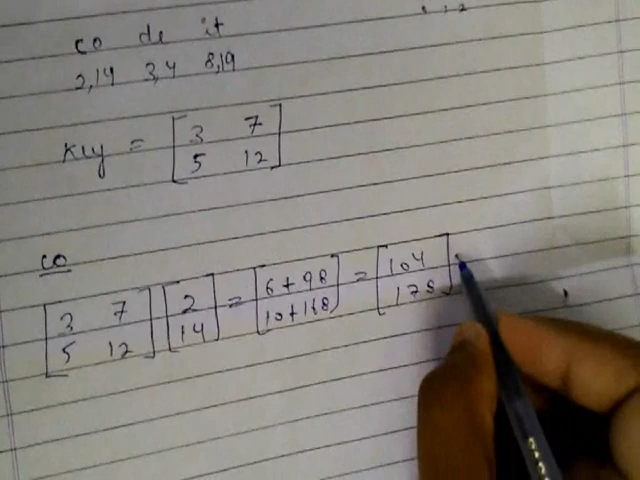 co de it
2,14 3,4 8,19
Key = [3 7
5 12]
co
[3 7 [2 = [6+98 = [104
5 12] 14] 10+168] 178]